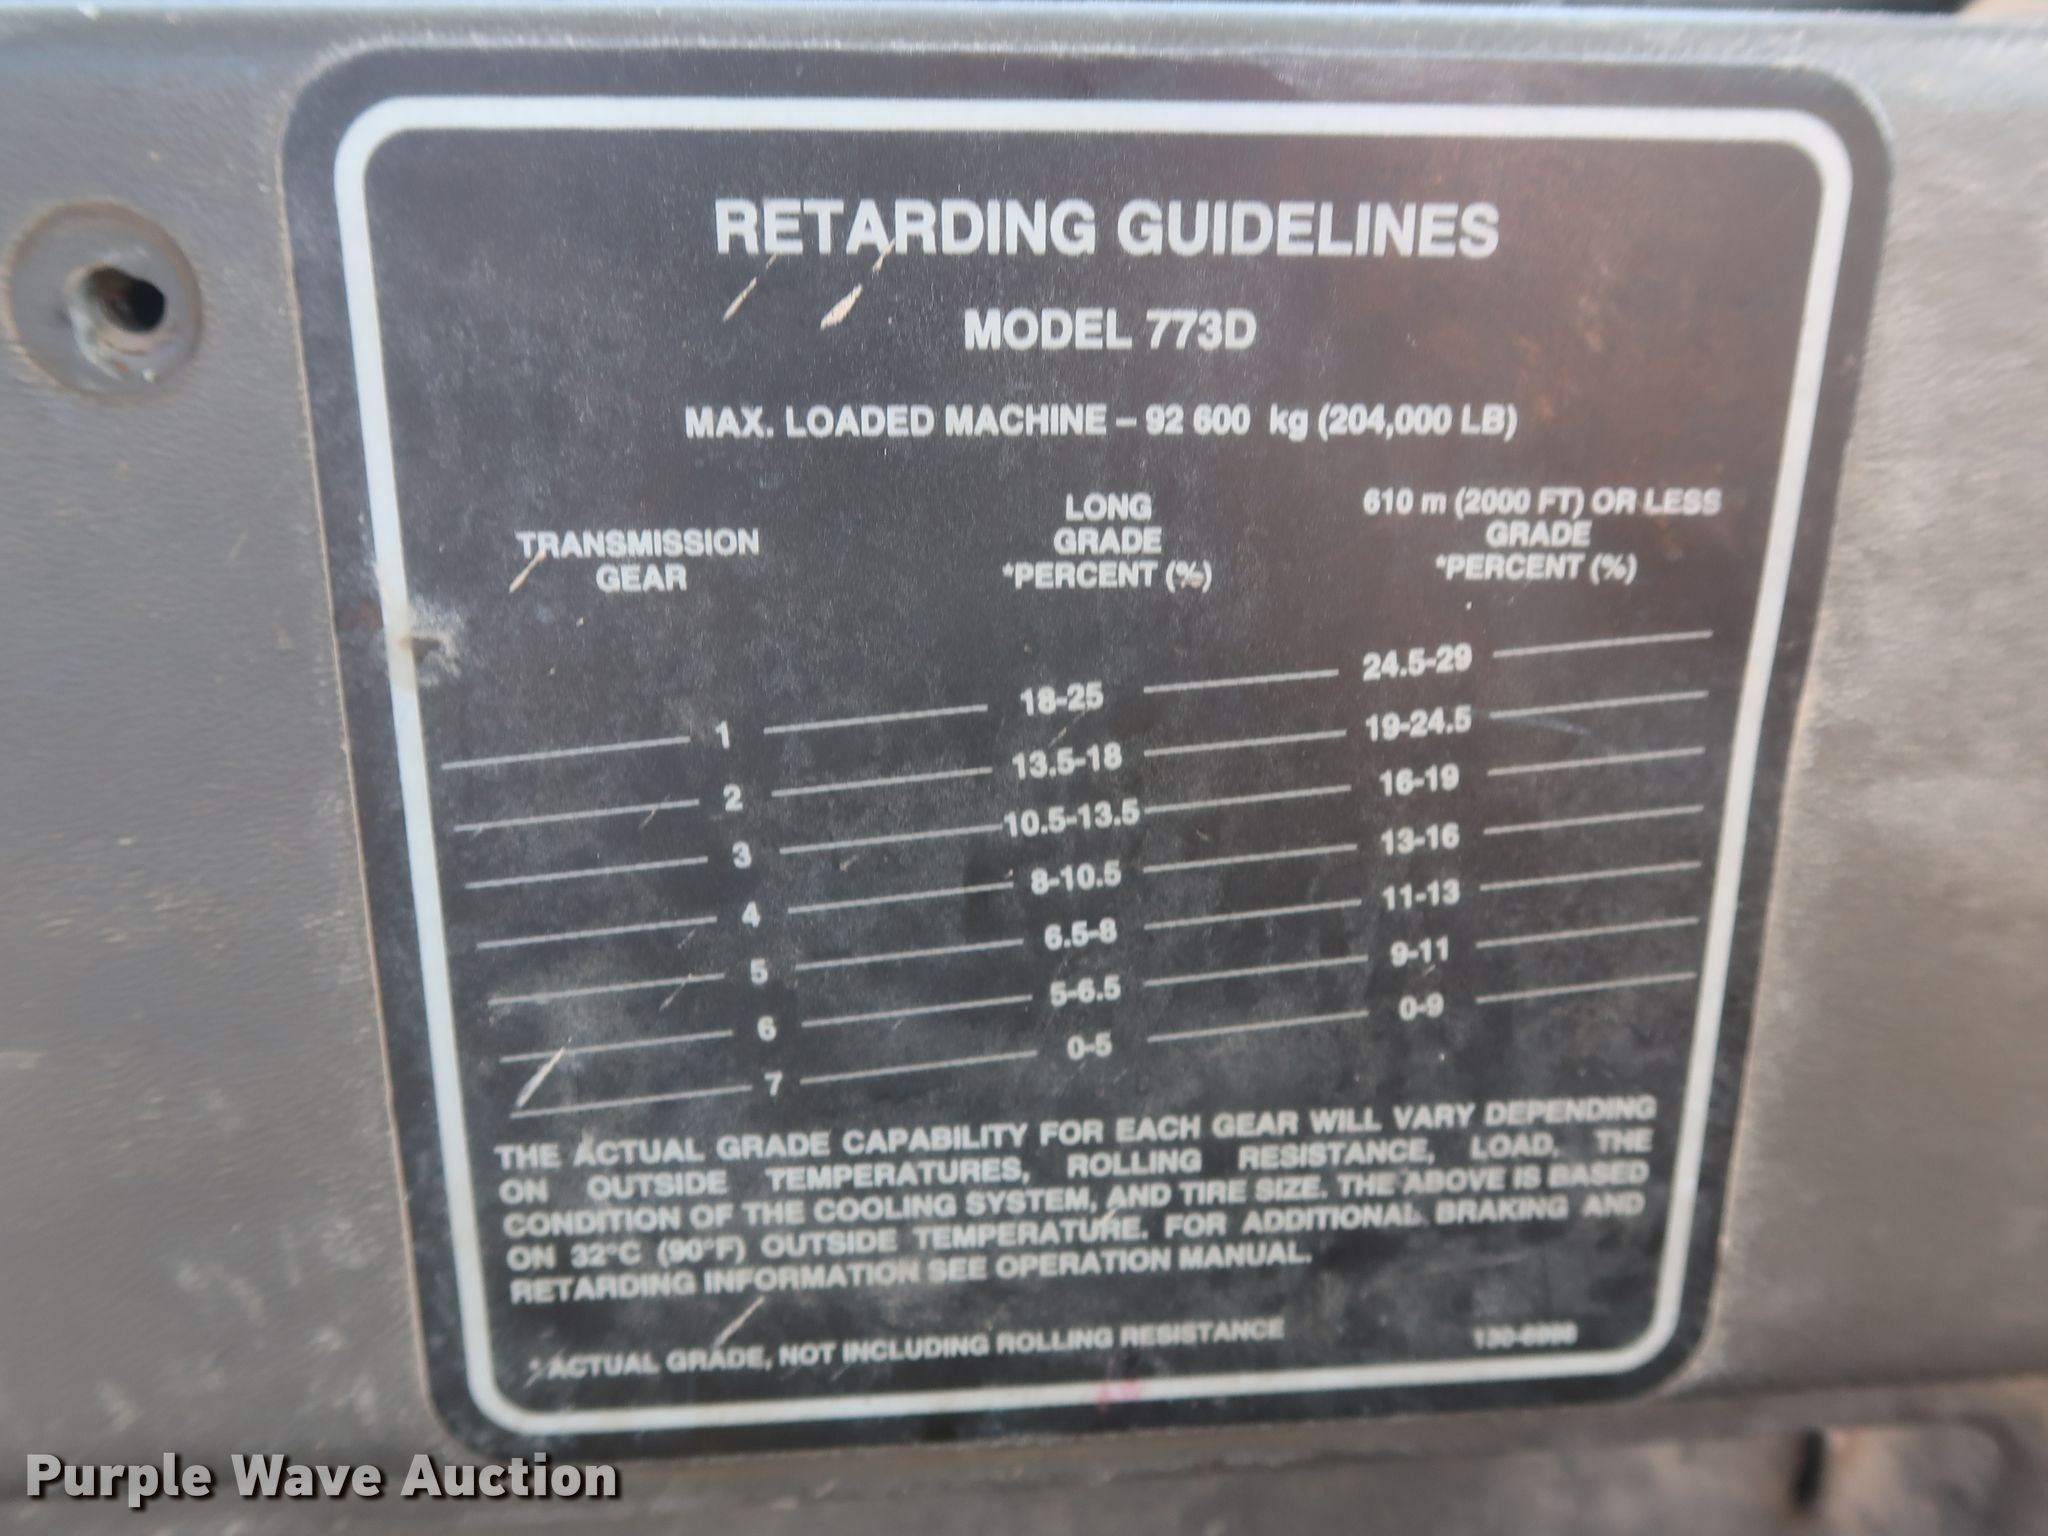 RETARDING GUIDELINES
MODEL 773D
MAX. LOADED MACHINE – 92 600 kg (204,000 LB)
TRANSMISSION GEAR
LONG GRADE *PERCENT (%)
610 m (2000 FT) OR LESS GRADE *PERCENT (%)
1 18-25 24.5-29
2 13.5-18 19-24.5
3 10.5-13.5 16-19
4 8-10.5 13-16
5 6.5-8 11-13
6 5-6.5 9-11
7 0-5 0-9
THE ACTUAL GRADE CAPABILITY FOR EACH GEAR WILL VARY DEPENDING
ON OUTSIDE TEMPERATURES, ROLLING RESISTANCE, LOAD, THE
CONDITION OF THE COOLING SYSTEM, AND TIRE SIZE. THE ABOVE IS BASED
ON 32°C (90°F) OUTSIDE TEMPERATURE. FOR ADDITIONAL BRAKING AND
RETARDING INFORMATION SEE OPERATION MANUAL.
* ACTUAL GRADE, NOT INCLUDING ROLLING RESISTANCE
Purple Wave Auction